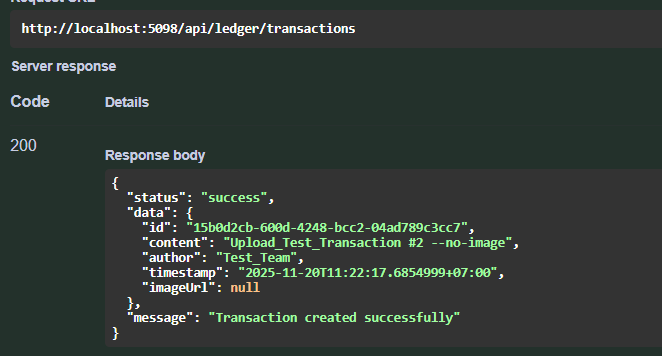 Request URL
http://localhost:5098/api/ledger/transactions
Server response
Code Details
200
Response body
{
"status": "success",
"data": {
"id": "15b0d2cb-600d-4248-bcc2-04ad789c3cc7",
"content": "Upload_Test_Transaction #2 --no-image",
"author": "Test_Team",
"timestamp": "2025-11-20T11:22:17.6854999+07:00",
"imageUrl": null
},
"message": "Transaction created successfully"
}